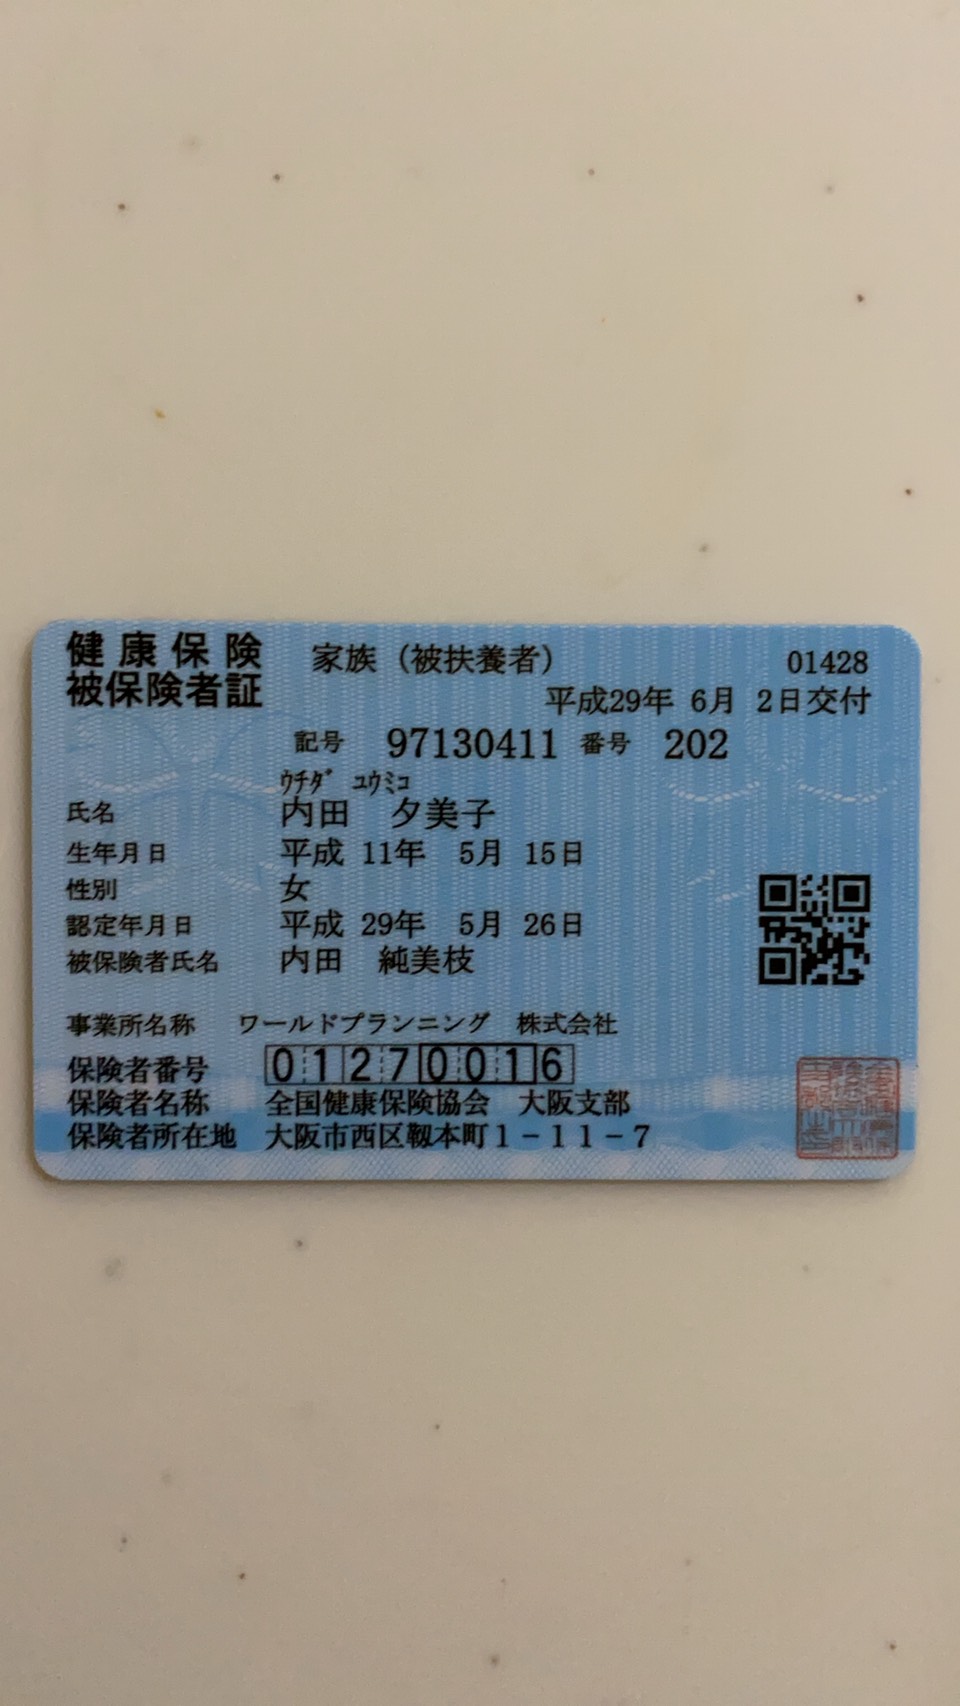 健康保険 家族（被扶養者） 01428
被保険者証 平成29年 6月 2日交付
記号 97130411 番号 202
ｳﾁﾀﾞ ﾕｳﾐｺ
氏名 内田 夕美子
生年月日 平成 11年 5月 15日
性別 女
認定年月日 平成 29年 5月 26日
被保険者氏名 内田 純美枝
事業所名称 ワールドプランニング 株式会社
保険者番号 01270016
保険者名称 全国健康保険協会 大阪支部
保険者所在地 大阪市西区靱本町１－１１－７